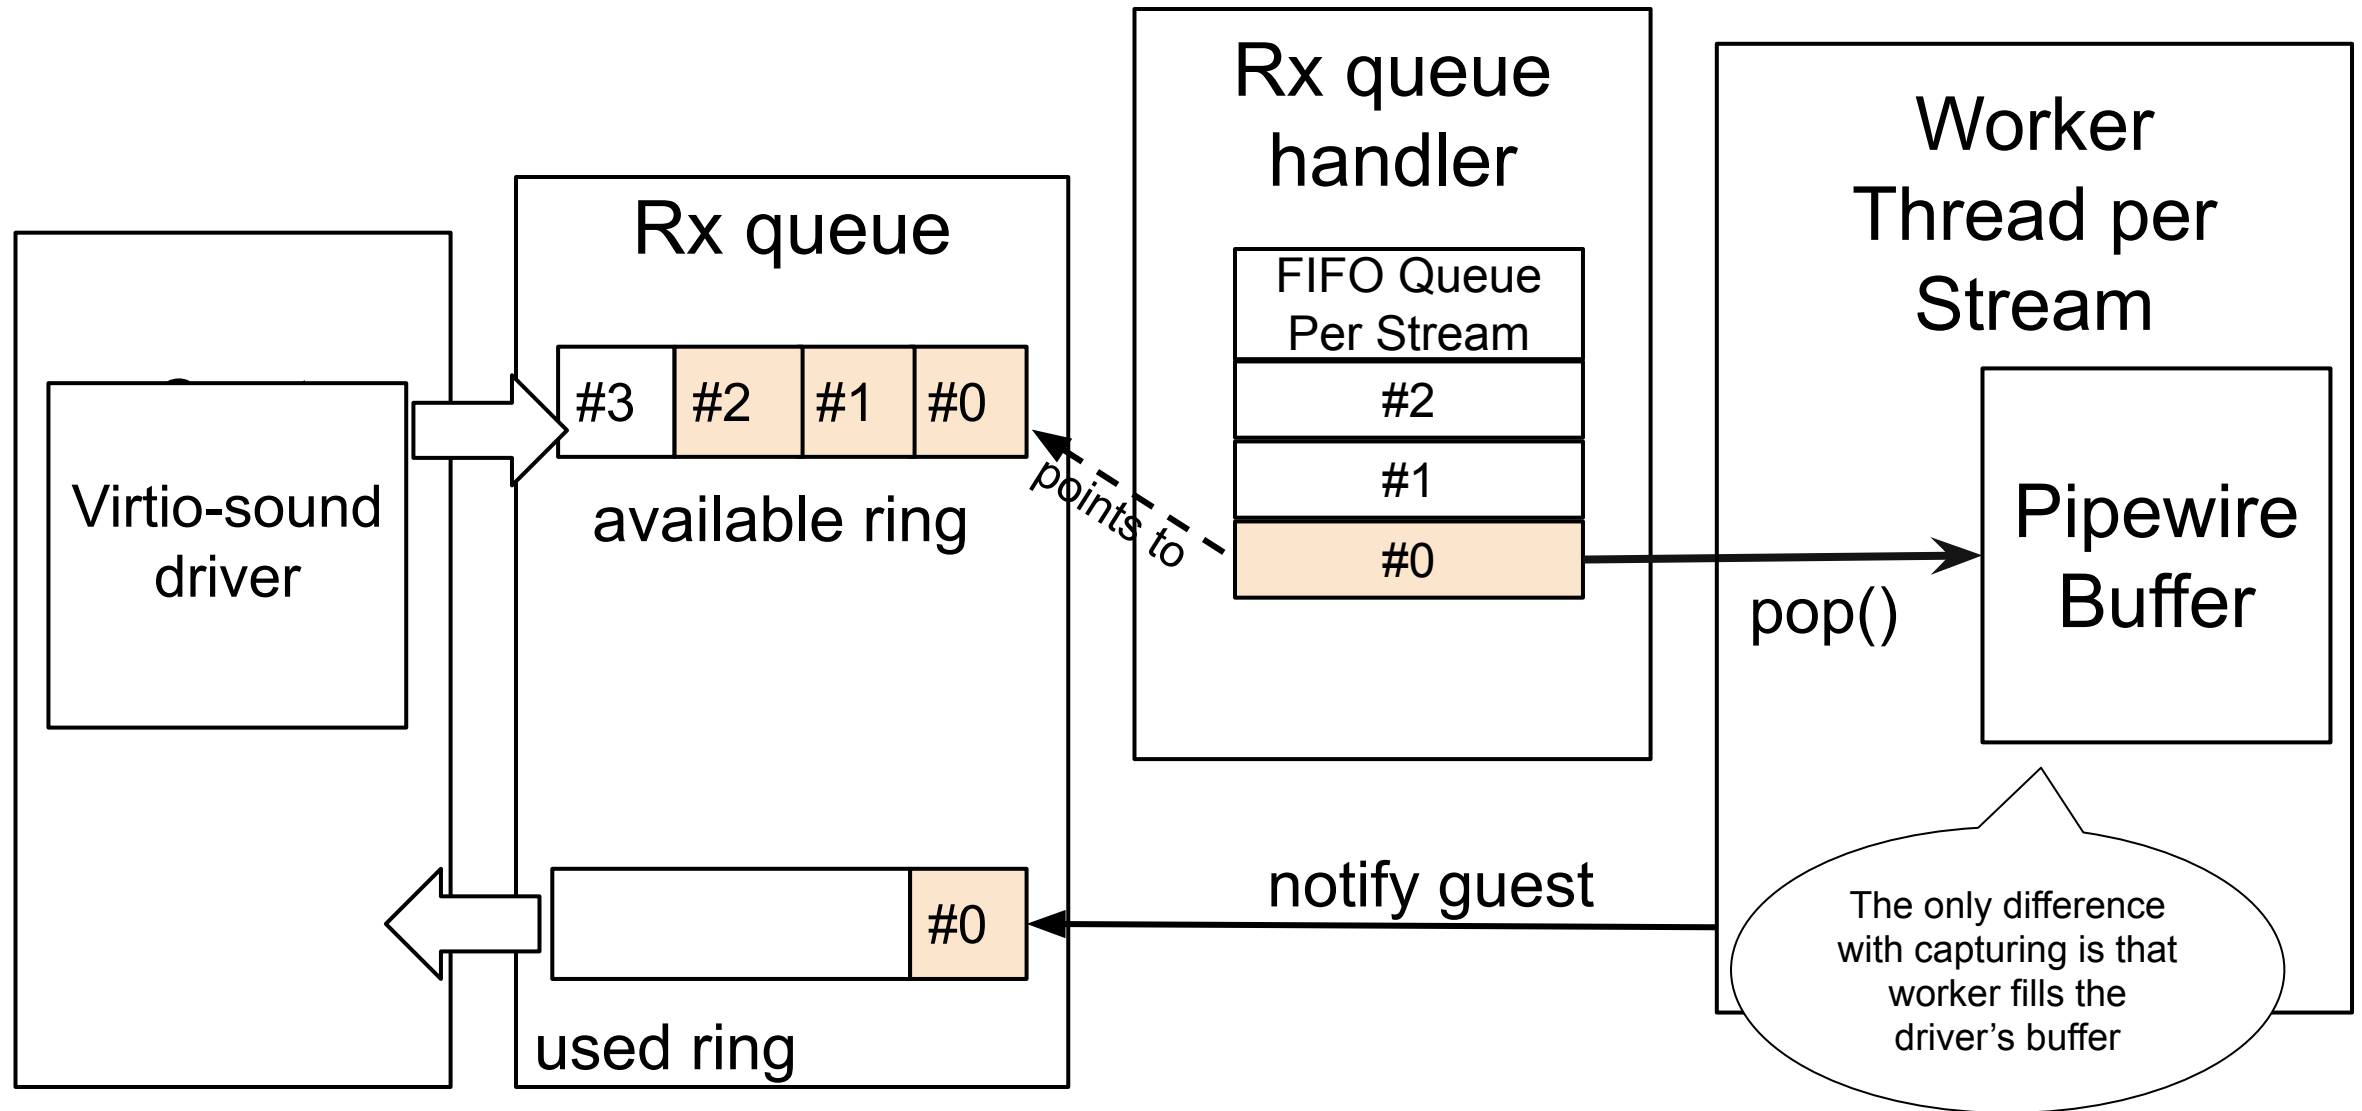 Rx queue
handler
Worker
Thread per
Stream
Rx queue
FIFO Queue
Per Stream
#3
#2
#1
#0
#2
#1
#0
points to
available ring
Virtio-sound
driver
Pipewire
Buffer
pop()
notify guest
#0
used ring
The only difference
with capturing is that
worker fills the
driver’s buffer